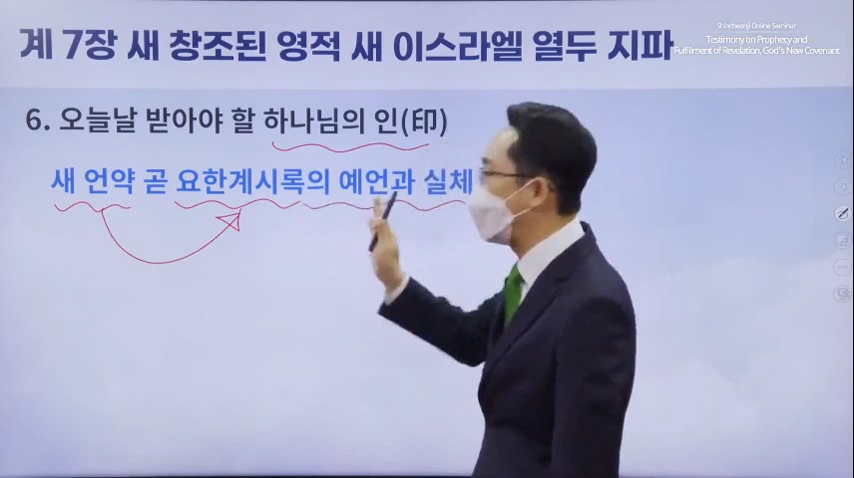 계 7장 새 창조된 영적 새 이스라엘 열두 지파
Shincheonji Online Seminar
Testimony on Prophecy and
Fulfillment of Revelation, God's New Covenant
6. 오늘날 받아야 할 하나님의 인(印)
새 언약 곧 요한계시록의 예언과 실체